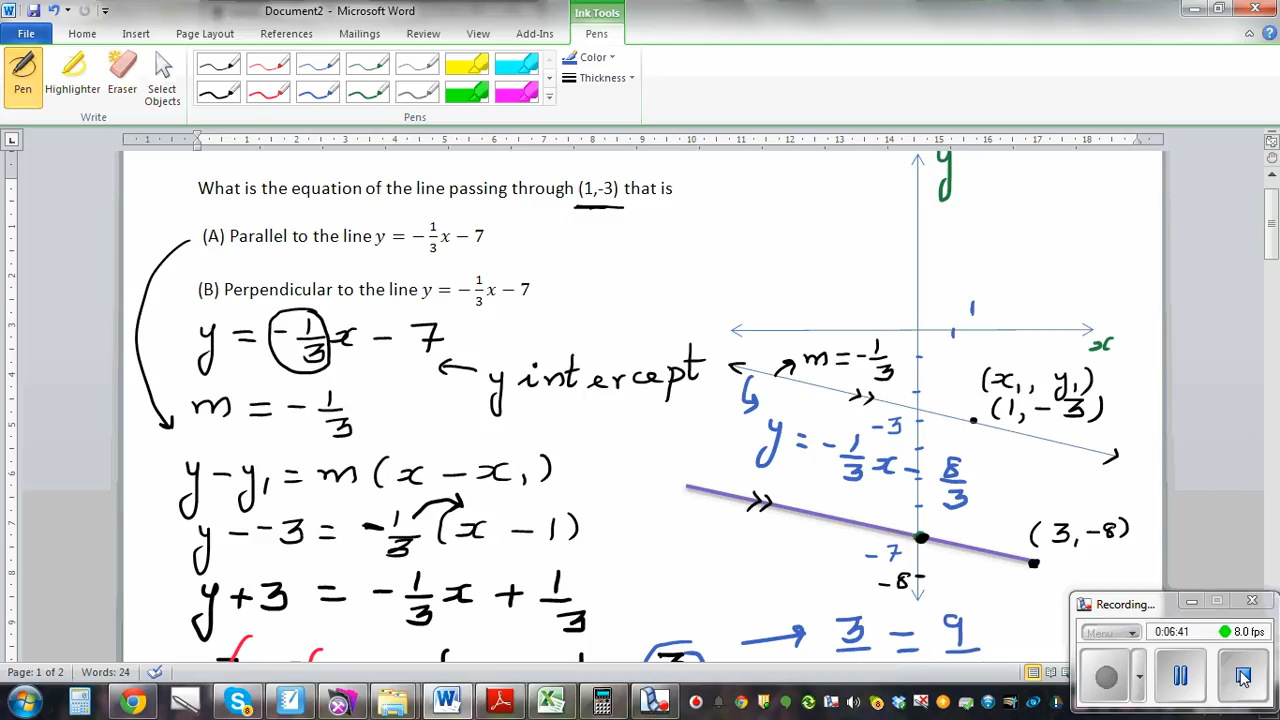 Document2 - Microsoft Word
Ink Tools
File Home Insert Page Layout References Mailings Review View Add-Ins Pens
Pen
Highlighter
Eraser
Select Objects
Color
Thickness
Write
Pens
What is the equation of the line passing through (1,-3) that is
(A) Parallel to the line y = −1/3x − 7
(B) Perpendicular to the line y = −1/3x − 7
y = -1/3 x - 7
← y intercept
m = -1/3
y - y₁ = m(x - x₁)
y - -3 = -1/3 (x - 1)
y + 3 = -1/3 x + 1/3
→ 3 = 9
y
x
1
m = -1/3
(x₁, y₁)
(1, -3)
-3
y = -1/3 x - 8/3
(3, -8)
-7
-8
Recording...
Menu
0:06:41
8.0 fps
Page: 1 of 2
Words: 24
6:08 PM